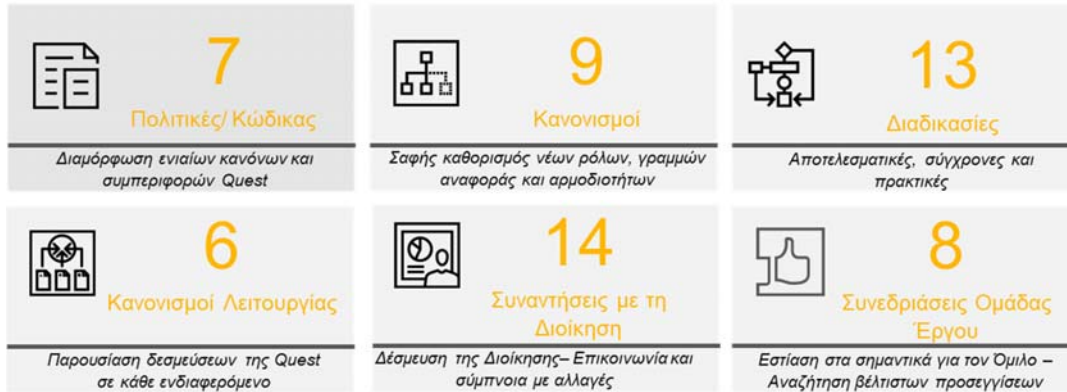 7
Πολιτικές/ Κώδικας
Διαμόρφωση ενιαίων κανόνων και
συμπεριφορών Quest
9
Κανονισμοί
Σαφής καθορισμός νέων ρόλων, γραμμών
αναφοράς και αρμοδιοτήτων
13
Διαδικασίες
Αποτελεσματικές, σύγχρονες και
πρακτικές
6
Κανονισμοί Λειτουργίας
Παρουσίαση δεσμεύσεων της Quest
σε κάθε ενδιαφερόμενο
14
Συναντήσεις με τη
Διοίκηση
Δέσμευση της Διοίκησης– Επικοινωνία και
σύμπνοια με αλλαγές
8
Συνεδριάσεις Ομάδας
Έργου
Εστίαση στα σημαντικά για τον Όμιλο –
Αναζήτηση βέλτιστων προσεγγίσεων